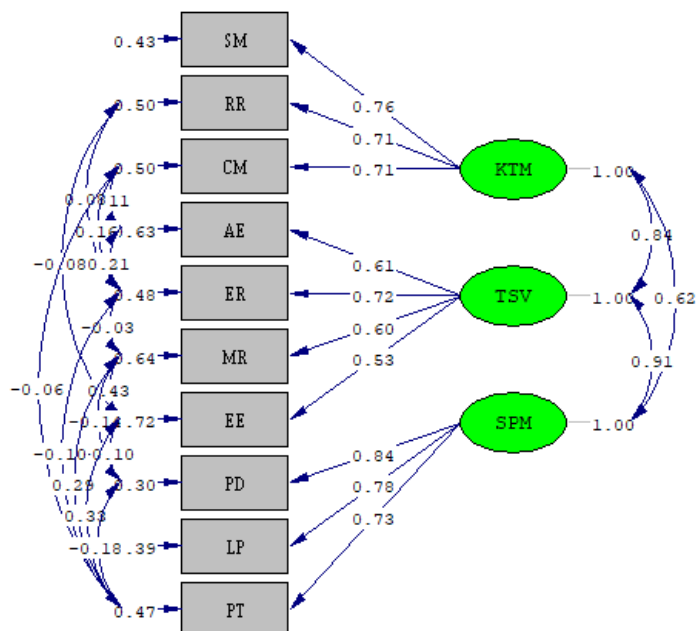 0.43 SM
0.76
0.50 RR
0.71
0.50 CM
0.71
KTM 1.00
0.63 AE
0.61
0.84
0.48 ER
0.72
TSV 1.00
0.62
0.60
-0.03
0.64 MR
0.53
0.91
-0.06
0.43
.72 EE
SPM 1.00
0.84
0.30 PD
0.29
0.78
0.33
.39 LP
0.73
0.47 PT